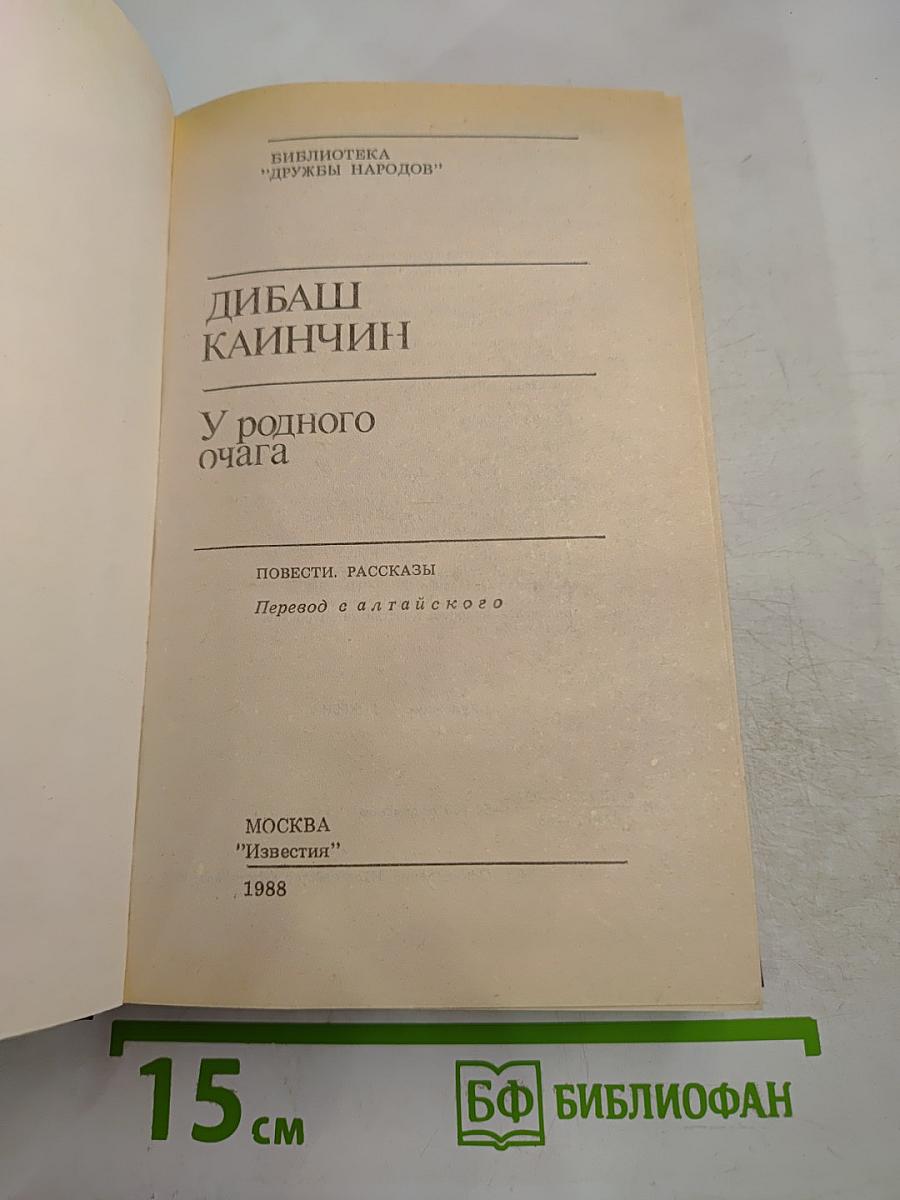 БИБЛИОТЕКА
"ДРУЖБЫ НАРОДОВ"
ДИБАШ
КАИНЧИН
У родного
очага
ПОВЕСТИ. РАССКАЗЫ
Перевод с алтайского
МОСКВА
"Известия"
1988
15 см
БФ БИБЛИОФАН